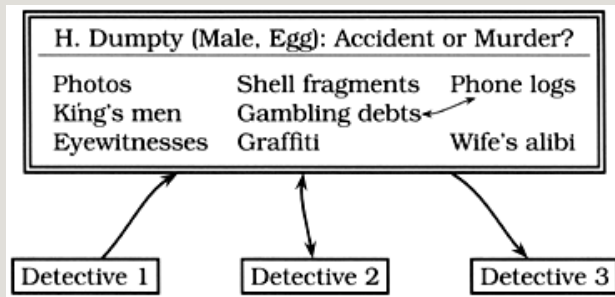 H. Dumpty (Male, Egg): Accident or Murder?
Photos Shell fragments Phone logs
King's men Gambling debts
Eyewitnesses Graffiti Wife's alibi
Detective 1 Detective 2 Detective 3